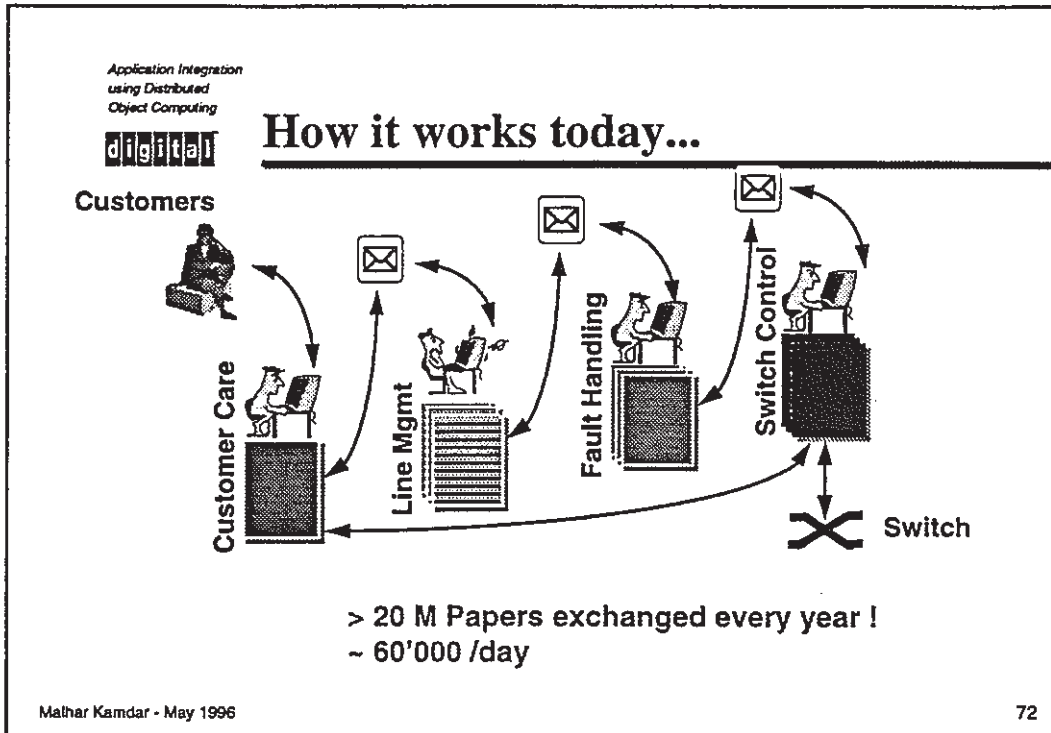 Application Integration
using Distributed
Object Computing
digital
How it works today...
Customers
Customer Care
Line Mgmt
Fault Handling
Switch Control
Switch
> 20 M Papers exchanged every year !
~ 60'000 /day
Malhar Kamdar - May 1996
72